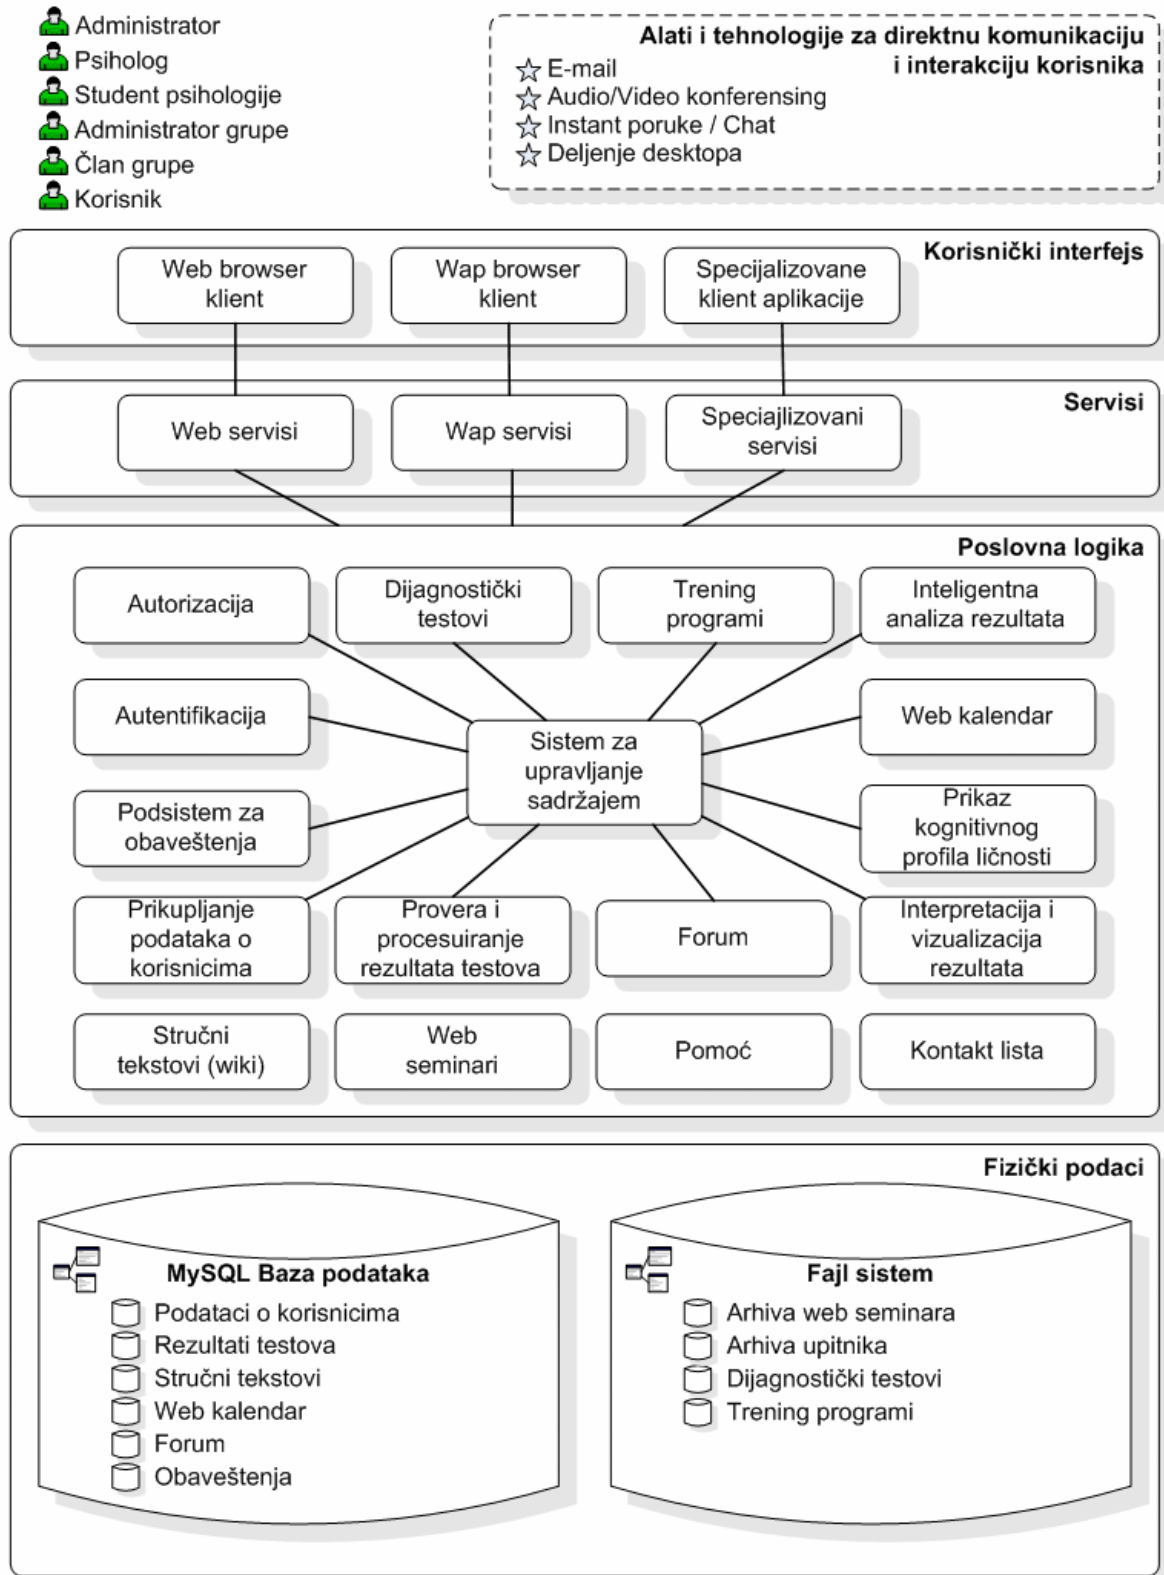 Administrator
Psiholog
Student psihologije
Administrator grupe
Član grupe
Korisnik
Alati i tehnologije za direktnu komunikaciju
i interakciju korisnika
E-mail
Audio/Video konferensing
Instant poruke / Chat
Deljenje desktopa
Korisnički interfejs
Web browser
klient
Wap browser
klient
Specijalizovane
klient aplikacije
Servisi
Web servisi
Wap servisi
Speciajlizovani
servisi
Poslovna logika
Autorizacija
Dijagnostički
testovi
Trening
programi
Inteligentna
analiza rezultata
Autentifikacija
Web kalendar
Sistem za
upravljanje
sadržajem
Podsistem za
obaveštenja
Prikaz
kognitivnog
profila ličnosti
Prikupljanje
podataka o
korisnicima
Provera i
procesuiranje
rezultata testova
Forum
Interpretacija i
vizualizacija
rezultata
Stručni
tekstovi (wiki)
Web
seminari
Pomoć
Kontakt lista
Fizički podaci
MySQL Baza podataka
Podataci o korisnicima
Rezultati testova
Stručni tekstovi
Web kalendar
Forum
Obaveštenja
Fajl sistem
Arhiva web seminara
Arhiva upitnika
Dijagnostički testovi
Trening programi